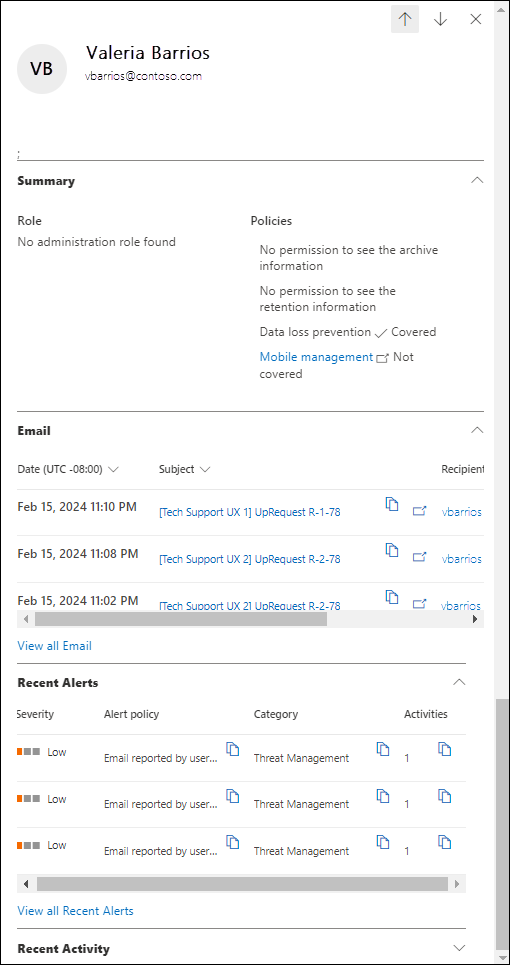 VB
Valeria Barrios
vbarrios@contoso.com
;
Summary
Role
No administration role found
Policies
No permission to see the archive
information
No permission to see the
retention information
Data loss prevention Covered
Mobile management Not
covered
Email
Date (UTC -08:00) Subject Recipient
Feb 15, 2024 11:10 PM [Tech Support UX 1] UpRequest R-1-78 vbarrios
Feb 15, 2024 11:08 PM [Tech Support UX 2] UpRequest R-2-78 vbarrios
Feb 15, 2024 11:02 PM [Tech Support UX 2] UpRequest R-2-78 vbarrios
View all Email
Recent Alerts
Severity Alert policy Category Activities
Low Email reported by user... Threat Management 1
Low Email reported by user... Threat Management 1
Low Email reported by user... Threat Management 1
View all Recent Alerts
Recent Activity